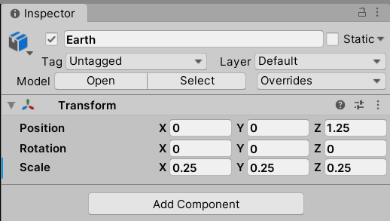 Inspector
Earth Static
Tag Untagged Layer Default
Model Open Select Overrides
Transform
Position X 0 Y 0 Z 1.25
Rotation X 0 Y 0 Z 0
Scale X 0.25 Y 0.25 Z 0.25
Add Component